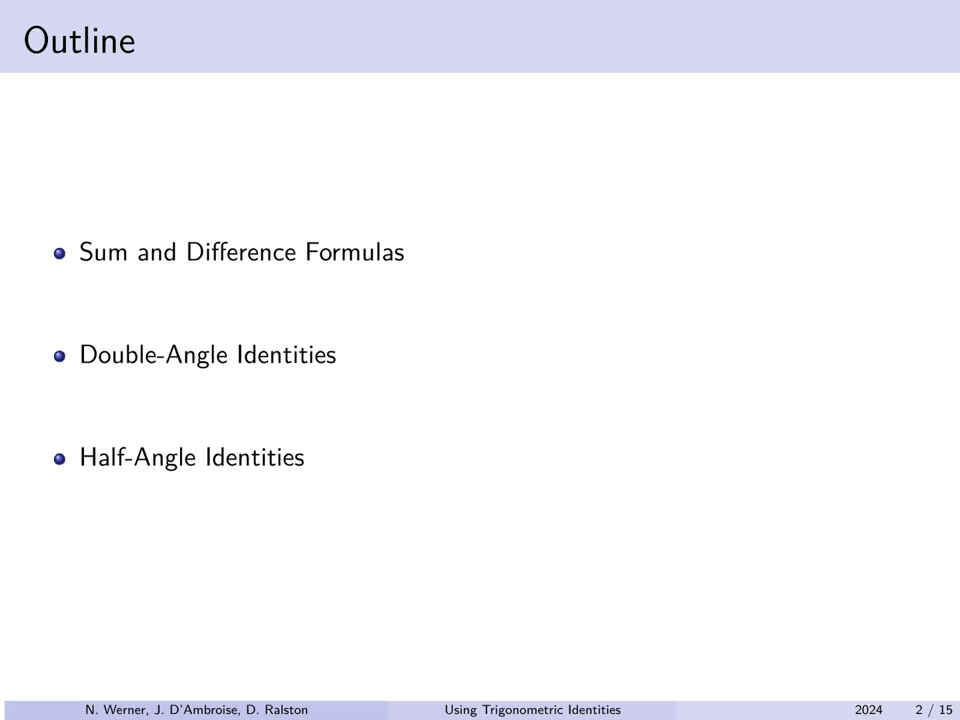 Outline
Sum and Difference Formulas
Double-Angle Identities
Half-Angle Identities
N. Werner, J. D'Ambroise, D. Ralston
Using Trigonometric Identities
2024
2 / 15